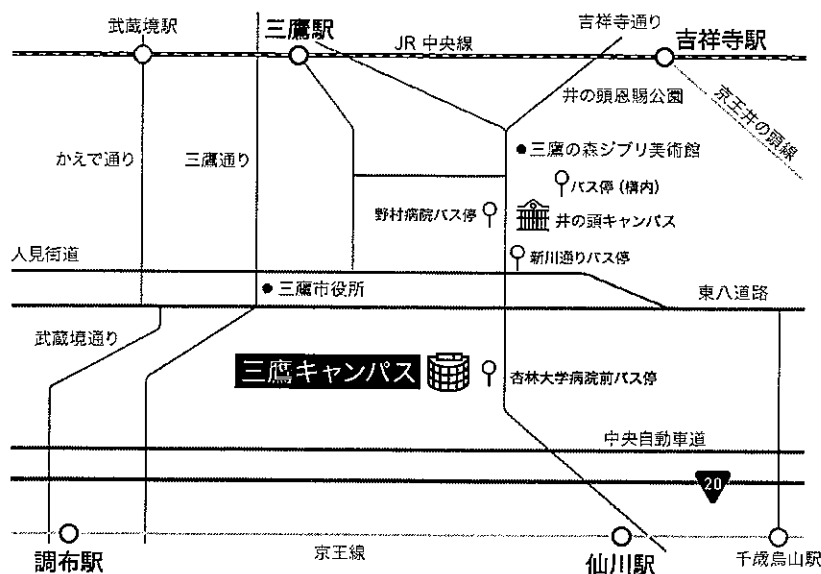 武蔵境駅
三鷹駅
JR 中央線
吉祥寺通り
吉祥寺駅
井の頭恩賜公園
京王井の頭線
かえで通り
三鷹通り
三鷹の森ジブリ美術館
バス停（構内）
野村病院バス停
井の頭キャンパス
人見街道
新川通りバス停
三鷹市役所
東八道路
武蔵境通り
三鷹キャンパス
杏林大学病院前バス停
中央自動車道
20
調布駅
京王線
仙川駅
千歳烏山駅